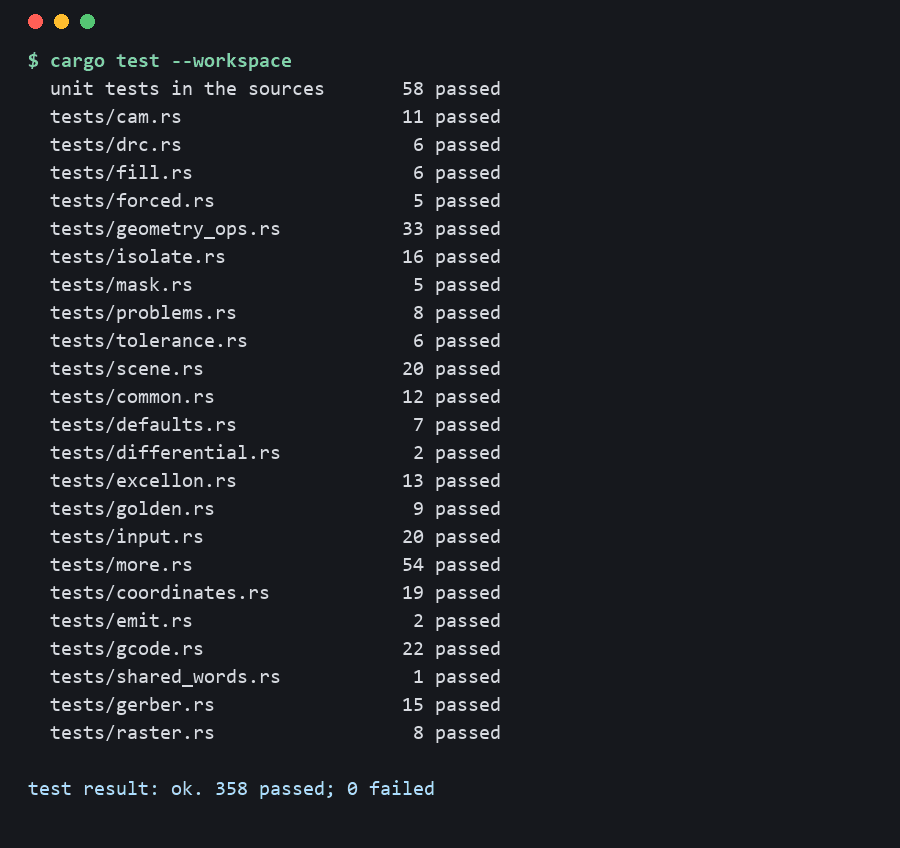 $ cargo test --workspace
unit tests in the sources 58 passed
tests/cam.rs 11 passed
tests/drc.rs 6 passed
tests/fill.rs 6 passed
tests/forced.rs 5 passed
tests/geometry_ops.rs 33 passed
tests/isolate.rs 16 passed
tests/mask.rs 5 passed
tests/problems.rs 8 passed
tests/tolerance.rs 6 passed
tests/scene.rs 20 passed
tests/common.rs 12 passed
tests/defaults.rs 7 passed
tests/differential.rs 2 passed
tests/excellon.rs 13 passed
tests/golden.rs 9 passed
tests/input.rs 20 passed
tests/more.rs 54 passed
tests/coordinates.rs 19 passed
tests/emit.rs 2 passed
tests/gcode.rs 22 passed
tests/shared_words.rs 1 passed
tests/gerber.rs 15 passed
tests/raster.rs 8 passed
test result: ok. 358 passed; 0 failed